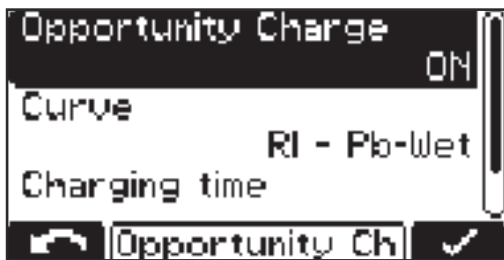 Opportunity Charge
ON
Curve
RI - Pb-Wet
Charging time
Opportunity Ch